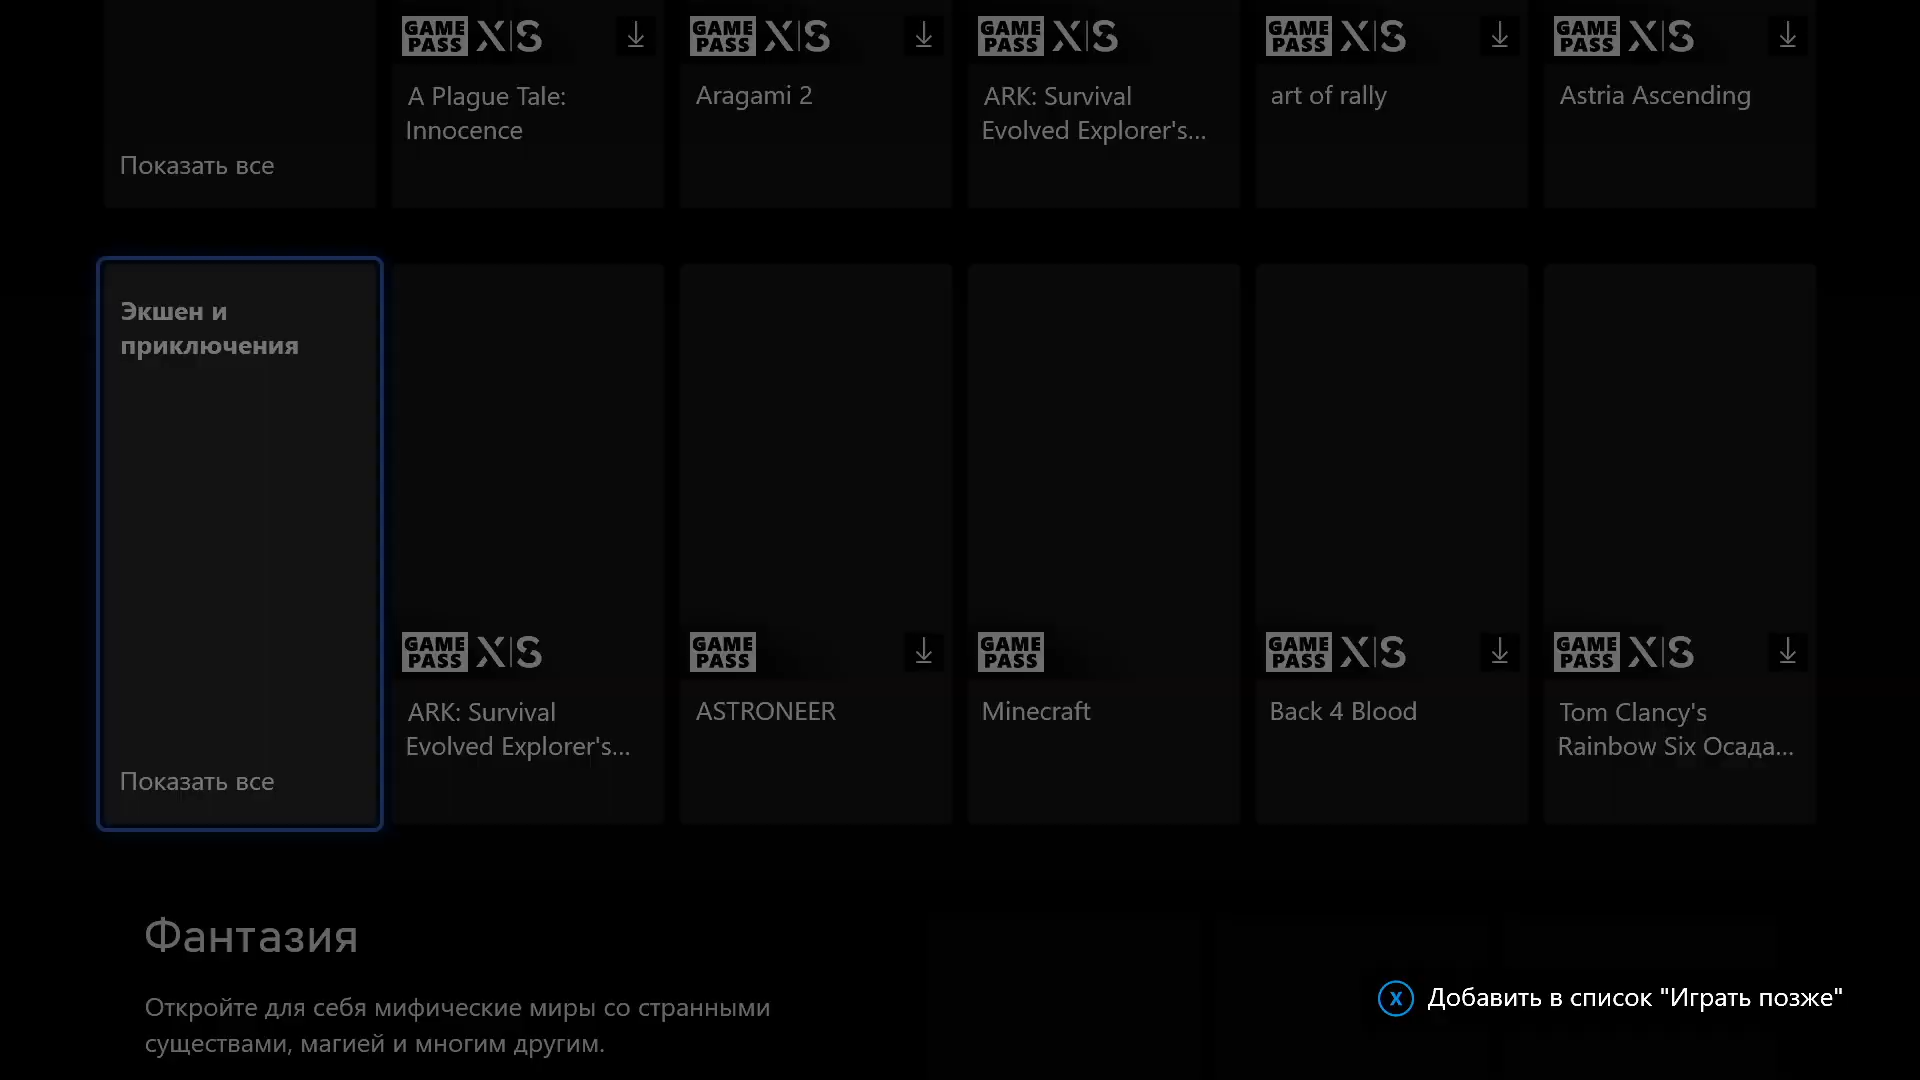 GAME PASS X|S
GAME PASS X|S
GAME PASS X|S
GAME PASS X|S
GAME PASS X|S
A Plague Tale:
Innocence
Aragami 2
ARK: Survival
Evolved Explorer's...
art of rally
Astria Ascending
Показать все
Экшен и
приключения
Показать все
GAME PASS X|S
GAME PASS
GAME PASS
GAME PASS X|S
GAME PASS X|S
ARK: Survival
Evolved Explorer's...
ASTRONEER
Minecraft
Back 4 Blood
Tom Clancy's
Rainbow Six Осада...
Фантазия
Откройте для себя мифические миры со странными
существами, магией и многим другим.
X Добавить в список "Играть позже"